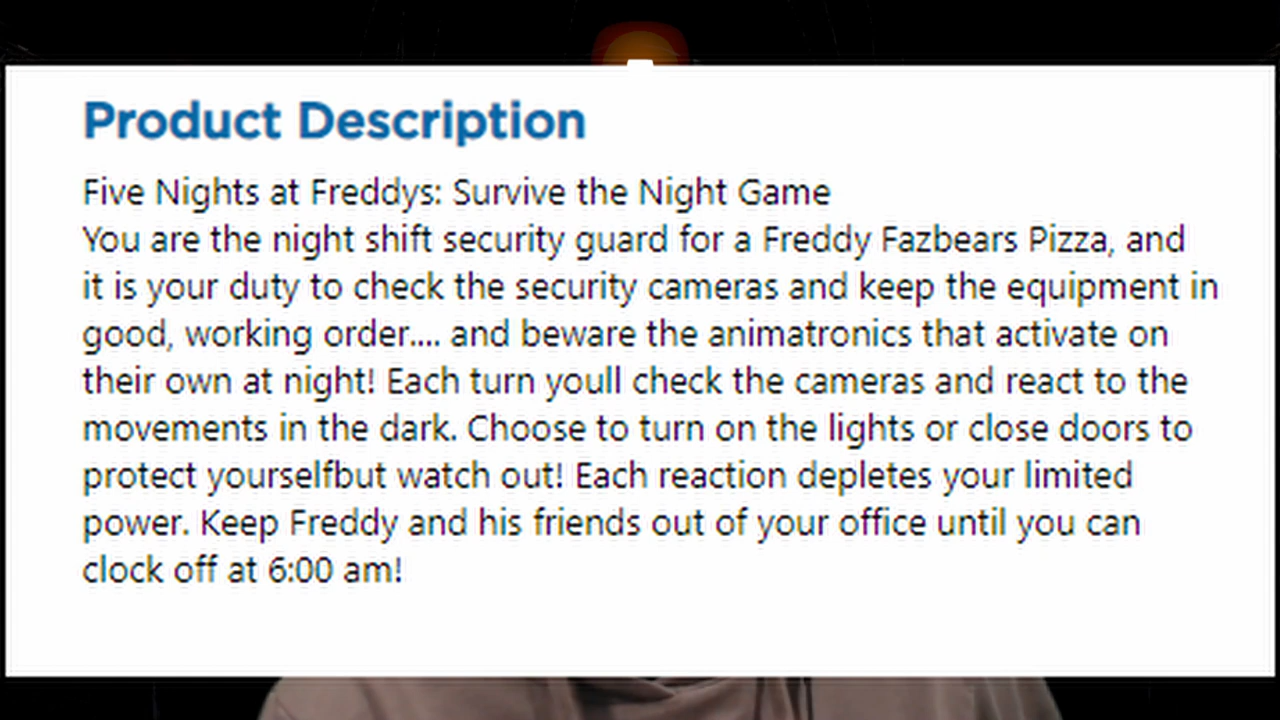 Product Description
Five Nights at Freddys: Survive the Night Game
You are the night shift security guard for a Freddy Fazbears Pizza, and
it is your duty to check the security cameras and keep the equipment in
good, working order.... and beware the animatronics that activate on
their own at night! Each turn youll check the cameras and react to the
movements in the dark. Choose to turn on the lights or close doors to
protect yourselfbut watch out! Each reaction depletes your limited
power. Keep Freddy and his friends out of your office until you can
clock off at 6:00 am!